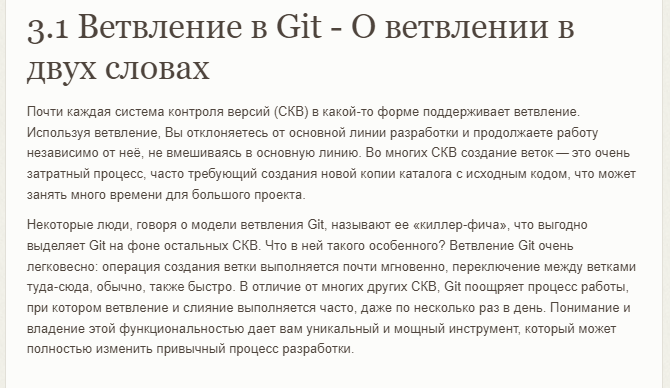 3.1 Ветвление в Git - О ветвлении в
двух словах
Почти каждая система контроля версий (СКВ) в какой-то форме поддерживает ветвление.
Используя ветвление, Вы отклоняетесь от основной линии разработки и продолжаете работу
независимо от неё, не вмешиваясь в основную линию. Во многих СКВ создание веток — это очень
затратный процесс, часто требующий создания новой копии каталога с исходным кодом, что может
занять много времени для большого проекта.
Некоторые люди, говоря о модели ветвления Git, называют ее «киллер-фича», что выгодно
выделяет Git на фоне остальных СКВ. Что в ней такого особенного? Ветвление Git очень
легковесно: операция создания ветки выполняется почти мгновенно, переключение между ветками
туда-сюда, обычно, также быстро. В отличие от многих других СКВ, Git поощряет процесс работы,
при котором ветвление и слияние выполняется часто, даже по несколько раз в день. Понимание и
владение этой функциональностью дает вам уникальный и мощный инструмент, который может
полностью изменить привычный процесс разработки.